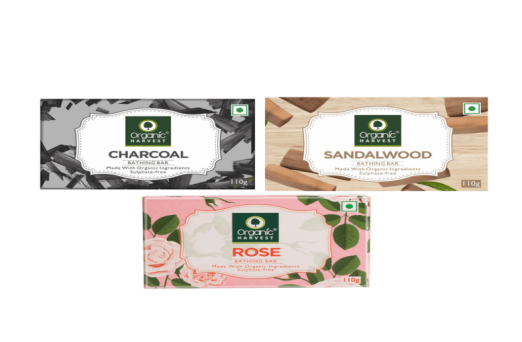 Organic
HARVEST
CHARCOAL
BATHING BAR
Made With Organic Ingredients
Sulphate-free
110g
Organic
HARVEST
SANDALWOOD
BATHING BAR
Made With Organic Ingredients
Sulphate-free
110g
Organic
HARVEST
ROSE
BATHING BAR
Made With Organic Ingredients
Sulphate-free
110g